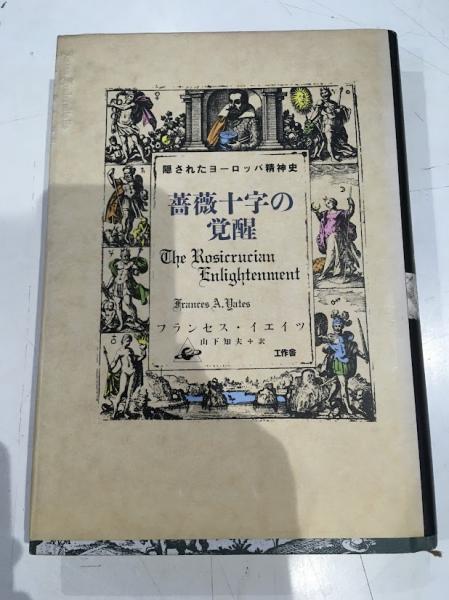 隠されたヨーロッパ精神史
薔薇十字の
覚醒
The Rosicrucian
Enlightenment
Frances A. Yates
フランセス・イエイツ
山下知夫+訳
工作舎